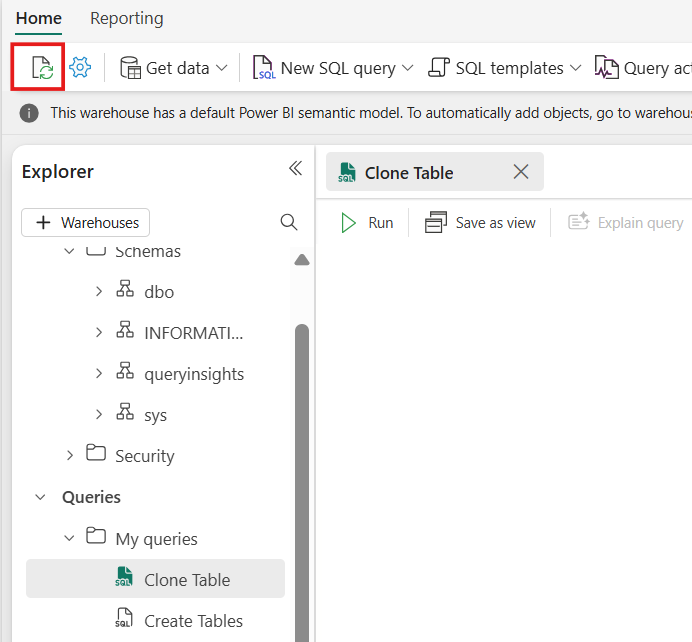 Home Reporting
Get data New SQL query SQL templates Query act
This warehouse has a default Power BI semantic model. To automatically add objects, go to warehous
Explorer
Clone Table
Warehouses
Run Save as view Explain query
Schemas
dbo
INFORMATI...
queryinsights
sys
Security
Queries
My queries
Clone Table
Create Tables